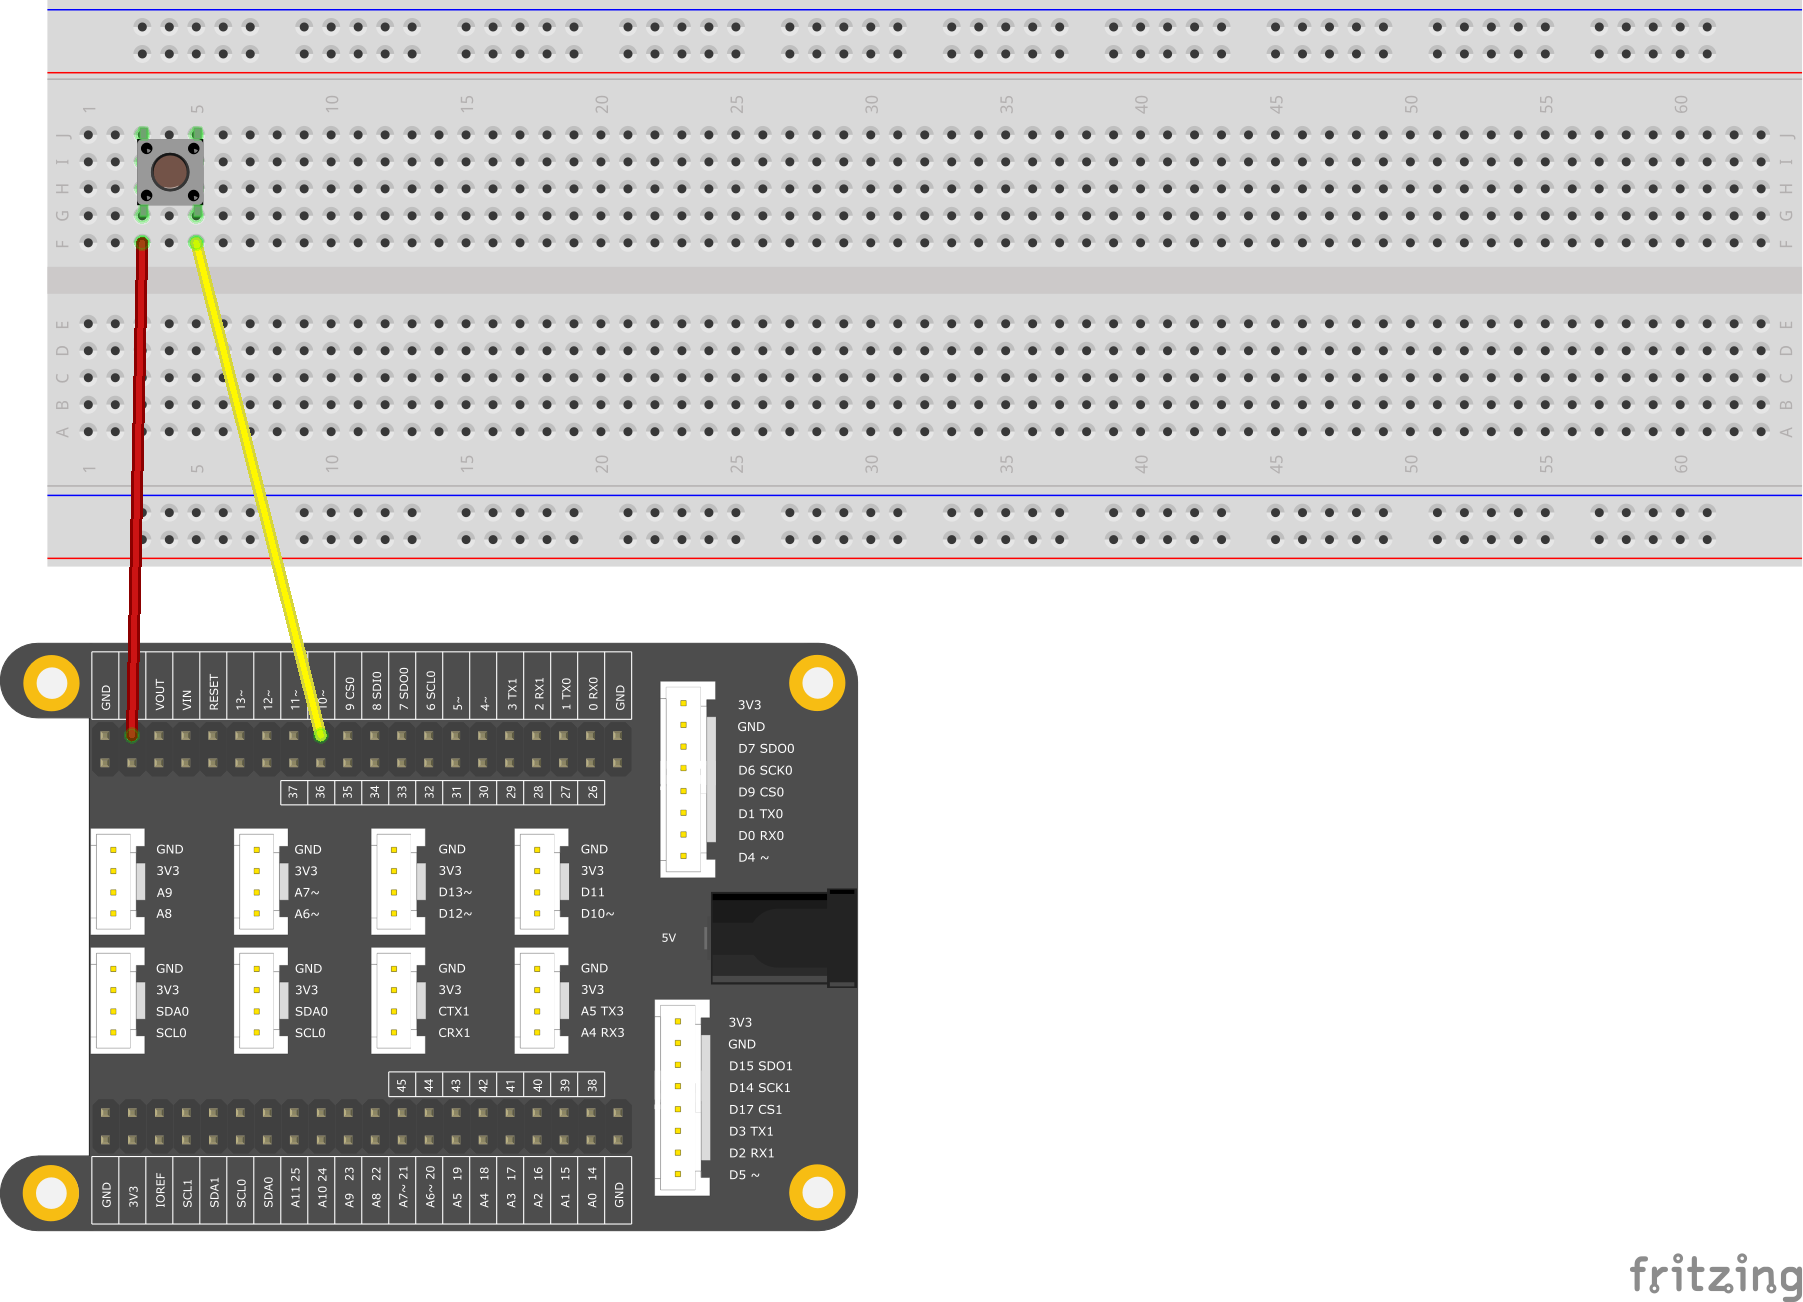 1 5 10 15 20 25 30 35 40 45 50 55 60
J J
I I
H H
G G
F F
E E
D D
C C
B B
A A
1 5 10 15 20 25 30 35 40 45 50 55 60
GND VOUT VIN RESET 13~ 12~ 11~ 10~ 9 CS0 8 SDI0 7 SDO0 6 SCL0 5~ 4~ 3 TX1 2 RX1 1 TX0 0 RX0 GND
37 36 35 34 33 32 31 30 29 28 27 26
3V3
GND
D7 SDO0
D6 SCK0
D9 CS0
D1 TX0
D0 RX0
D4 ~
GND
3V3
A9
A8
GND
3V3
A7~
A6~
GND
3V3
D13~
D12~
GND
3V3
D11
D10~
5V
GND
3V3
SDA0
SCL0
GND
3V3
SDA0
SCL0
GND
3V3
CTX1
CRX1
GND
3V3
A5 TX3
A4 RX3
3V3
GND
D15 SDO1
D14 SCK1
D17 CS1
D3 TX1
D2 RX1
D5 ~
45 44 43 42 41 40 39 38
GND 3V3 IOREF SCL1 SDA1 SCL0 SDA0 A11 25 A10 24 A9 23 A8 22 A7~ 21 A6~ 20 A5 19 A4 18 A3 17 A2 16 A1 15 A0 14 GND
fritzing